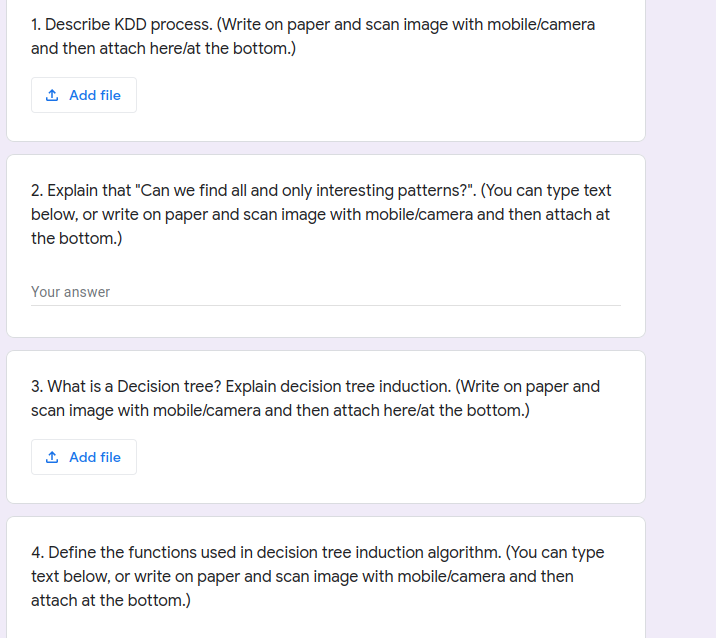 1. Describe KDD process. (Write on paper and scan image with mobile/camera
and then attach here/at the bottom.)
Add file
2. Explain that "Can we find all and only interesting patterns?". (You can type text
below, or write on paper and scan image with mobile/camera and then attach at
the bottom.)
Your answer
3. What is a Decision tree? Explain decision tree induction. (Write on paper and
scan image with mobile/camera and then attach here/at the bottom.)
Add file
4. Define the functions used in decision tree induction algorithm. (You can type
text below, or write on paper and scan image with mobile/camera and then
attach at the bottom.)